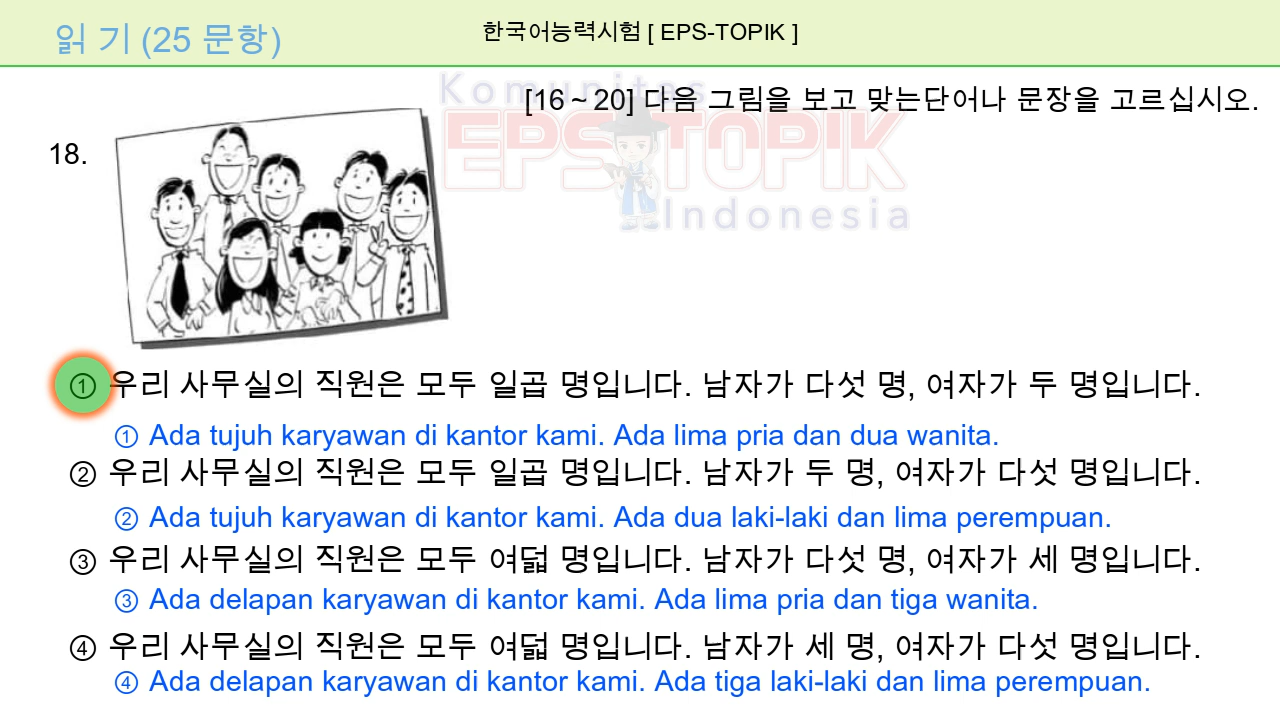 읽 기 (25 문항)
한국어능력시험 [ EPS-TOPIK ]
Komunitas
EPS TOPIK
Indonesia
[16 ~ 20] 다음 그림을 보고 맞는단어나 문장을 고르십시오.
18.
① 우리 사무실의 직원은 모두 일곱 명입니다. 남자가 다섯 명, 여자가 두 명입니다.
① Ada tujuh karyawan di kantor kami. Ada lima pria dan dua wanita.
② 우리 사무실의 직원은 모두 일곱 명입니다. 남자가 두 명, 여자가 다섯 명입니다.
② Ada tujuh karyawan di kantor kami. Ada dua laki-laki dan lima perempuan.
③ 우리 사무실의 직원은 모두 여덟 명입니다. 남자가 다섯 명, 여자가 세 명입니다.
③ Ada delapan karyawan di kantor kami. Ada lima pria dan tiga wanita.
④ 우리 사무실의 직원은 모두 여덟 명입니다. 남자가 세 명, 여자가 다섯 명입니다.
④ Ada delapan karyawan di kantor kami. Ada tiga laki-laki dan lima perempuan.